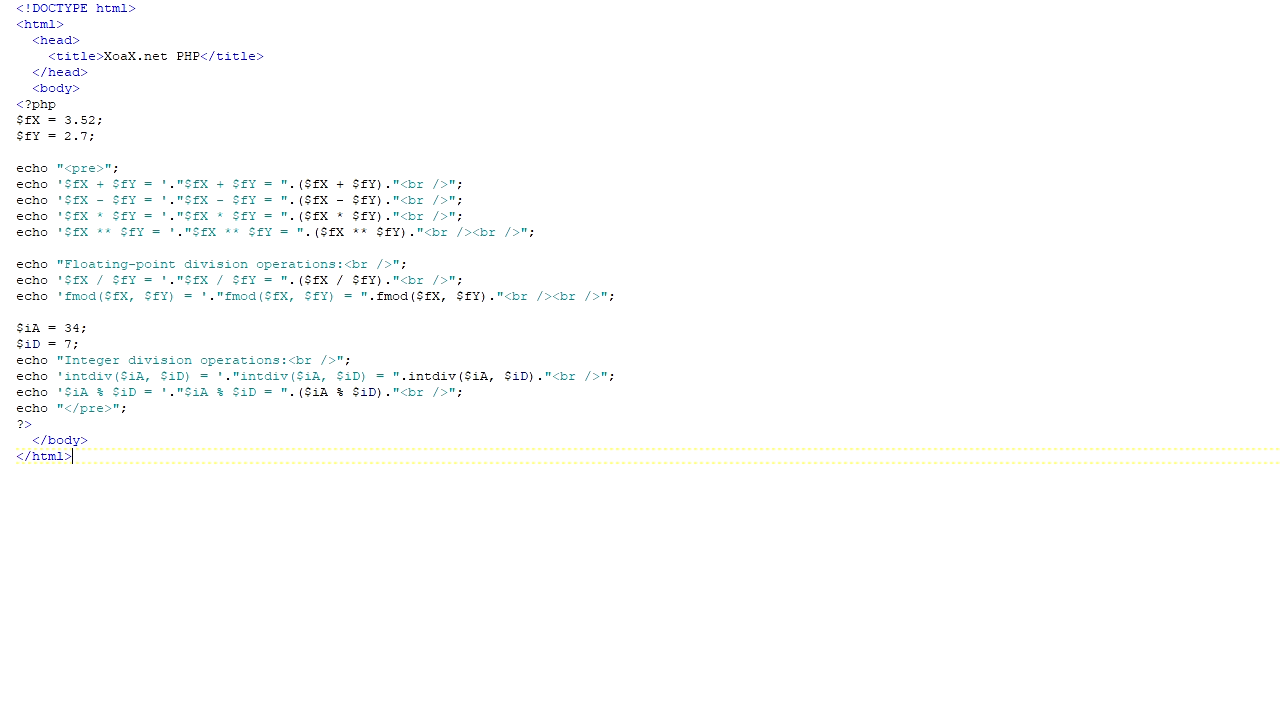 <!DOCTYPE html>
<html>
  <head>
    <title>XoaX.net PHP</title>
  </head>
  <body>
<?php
$fX = 3.52;
$fY = 2.7;

echo "<pre>";
echo '$fX + $fY = '."$fX + $fY = ".($fX + $fY)."<br />";
echo '$fX - $fY = '."$fX - $fY = ".($fX - $fY)."<br />";
echo '$fX * $fY = '."$fX * $fY = ".($fX * $fY)."<br />";
echo '$fX ** $fY = '."$fX ** $fY = ".($fX ** $fY)."<br /><br />";

echo "Floating-point division operations:<br />";
echo '$fX / $fY = '."$fX / $fY = ".($fX / $fY)."<br />";
echo 'fmod($fX, $fY) = '."fmod($fX, $fY) = ".fmod($fX, $fY)."<br /><br />";

$iA = 34;
$iD = 7;
echo "Integer division operations:<br />";
echo 'intdiv($iA, $iD) = '."intdiv($iA, $iD) = ".intdiv($iA, $iD)."<br />";
echo '$iA % $iD = '."$iA % $iD = ".($iA % $iD)."<br />";
echo "</pre>";
?>
  </body>
</html>